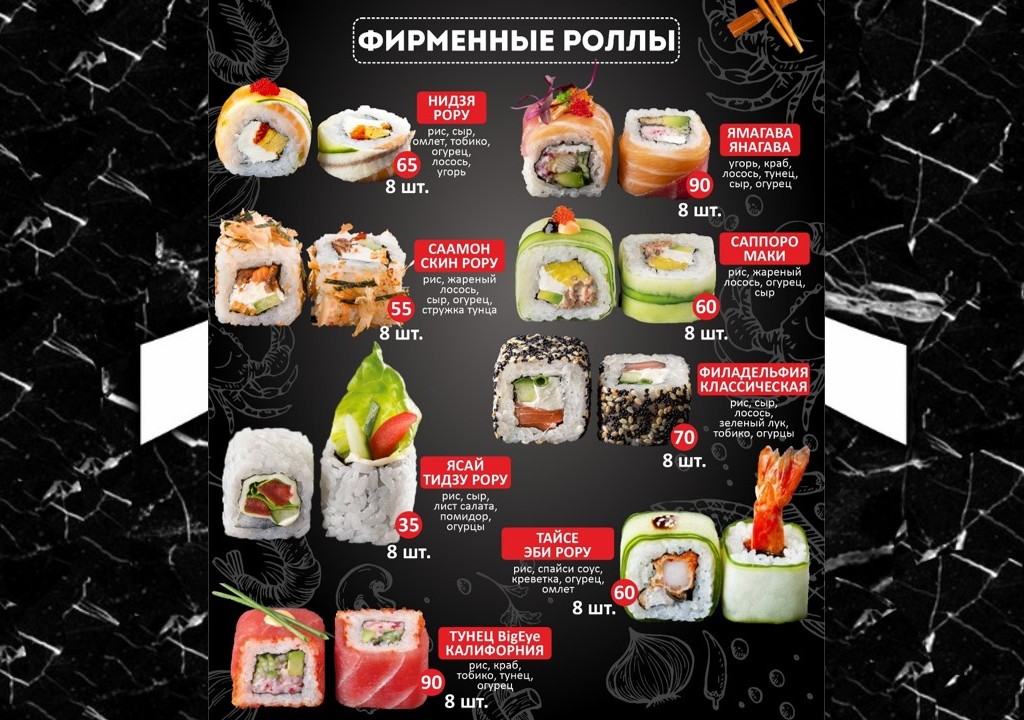 ФИРМЕННЫЕ РОЛЛЫ
НИДЗЯ
РОРУ
рис, сыр,
омлет, тобико,
огурец,
лосось,
угорь
65
8 шт.
ЯМАГАВА
ЯНАГАВА
угорь, краб,
лосось, тунец,
сыр, огурец
90
8 шт.
СААМОН
СКИН РОРУ
рис, жареный
лосось,
сыр, огурец,
стружка тунца
55
8 шт.
САППОРО
МАКИ
рис, жареный
лосось, огурец,
сыр
60
8 шт.
ФИЛАДЕЛЬФИЯ
КЛАССИЧЕСКАЯ
рис, сыр,
лосось,
зеленый лук,
тобико, огурцы
70
8 шт.
ЯСАЙ
ТИДЗУ РОРУ
рис, сыр,
лист салата,
помидор,
огурцы
35
8 шт.
ТАЙСЕ
ЭБИ РОРУ
рис, спайси соус,
креветка, огурец,
омлет
60
8 шт.
ТУНЕЦ BigEye
КАЛИФОРНИЯ
рис, краб,
тобико, тунец,
огурец
90
8 шт.